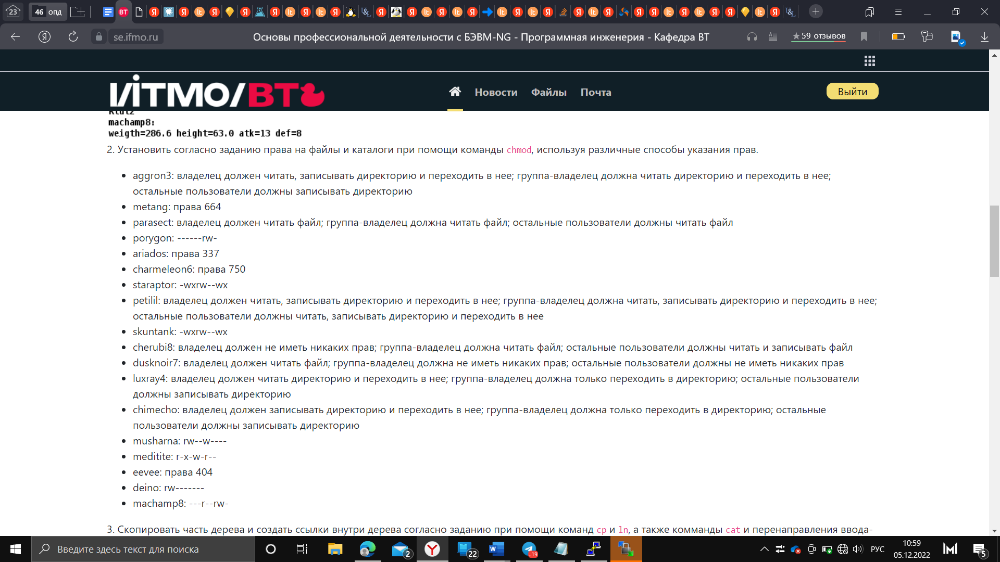 23
46 опд
BT
se.ifmo.ru
Основы профессиональной деятельности с БЭВМ-NG - Программная инженерия - Кафедра ВТ
★59 отзывов
ИТМО/ВТ
Новости
Файлы
Почта
Выйти
machamp8:
weigth=286.6 height=63.0 atk=13 def=8
2. Установить согласно заданию права на файлы и каталоги при помощи команды chmod, используя различные способы указания прав.
• aggron3: владелец должен читать, записывать директорию и переходить в нее; группа-владелец должна читать директорию и переходить в нее;
остальные пользователи должны записывать директорию
• metang: права 664
• parasect: владелец должен читать файл; группа-владелец должна читать файл; остальные пользователи должны читать файл
• porygon: ------rw-
• ariados: права 337
• charmeleon6: права 750
• staraptor: -wxrw--wx
• petilil: владелец должен читать, записывать директорию и переходить в нее; группа-владелец должна читать, записывать директорию и переходить в нее;
остальные пользователи должны читать, записывать директорию и переходить в нее
• skuntank: -wxrw--wx
• cherubi8: владелец должен не иметь никаких прав; группа-владелец должна читать файл; остальные пользователи должны читать и записывать файл
• dusknoir7: владелец должен читать файл; группа-владелец должна не иметь никаких прав; остальные пользователи должны не иметь никаких прав
• luxray4: владелец должен читать директорию и переходить в нее; группа-владелец должна только переходить в директорию; остальные пользователи
должны записывать директорию
• chimecho: владелец должен записывать директорию и переходить в нее; группа-владелец должна только переходить в директорию; остальные
пользователи должны записывать директорию
• musharna: rw--w----
• meditite: r-x-w-r--
• eevee: права 404
• deino: rw-------
• machamp8: ---r--rw-
3. Скопировать часть дерева и создать ссылки внутри дерева согласно заданию при помощи команд cp и ln, а также комманды cat и перенаправления ввода-
Введите здесь текст для поиска
2
22
19
РУС
10:59
05.12.2022
5